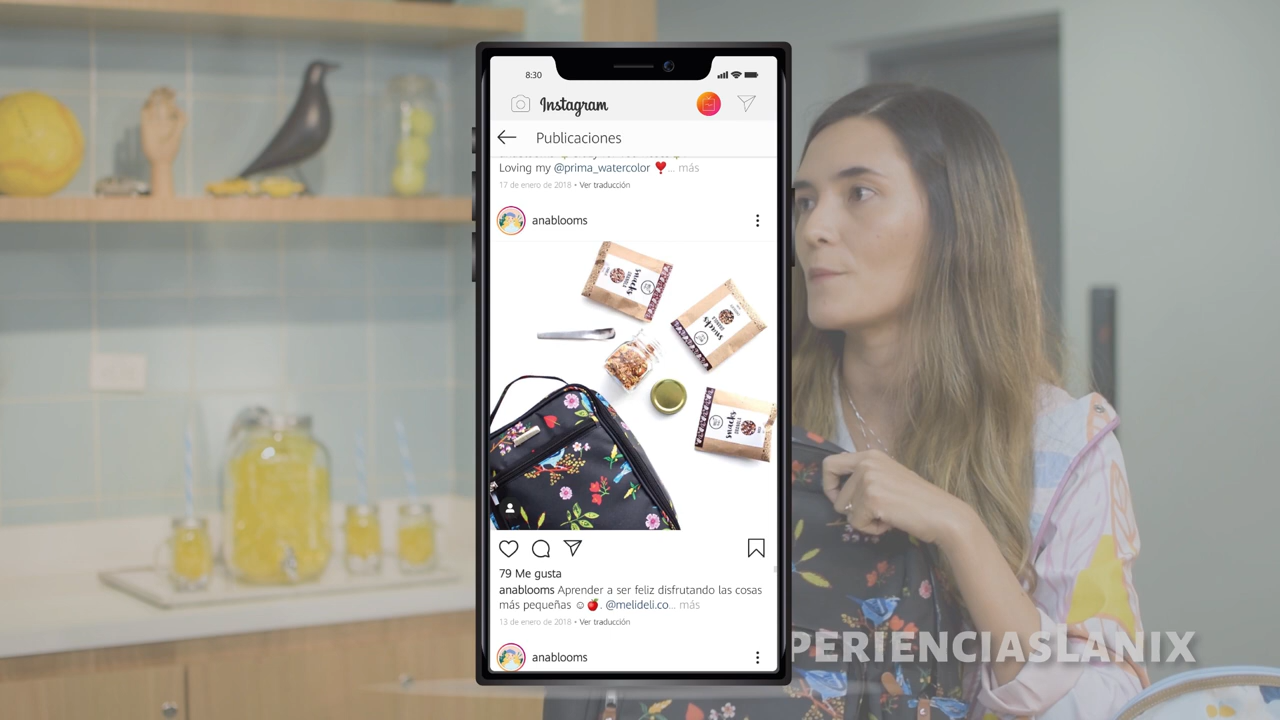 8:30
Instagram
Publicaciones
Loving my @prima_watercolor ❤️... más
17 de enero de 2018 • Ver traducción
anablooms
snacks
snacks
snacks
79 Me gusta
anablooms Aprender a ser feliz disfrutando las cosas
más pequeñas ☺🍎. @melideli.co... más
13 de enero de 2018 • Ver traducción
anablooms
PERIENCIASLANIX